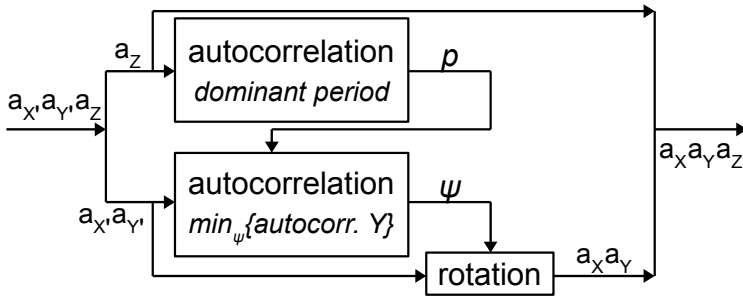 a_Z
autocorrelation
dominant period
p
a_X', a_Y', a_Z
a_X a_Y a_Z
autocorrelation
min_ψ{autocorr. Y}
ψ
a_X', a_Y'
rotation
a_X a_Y